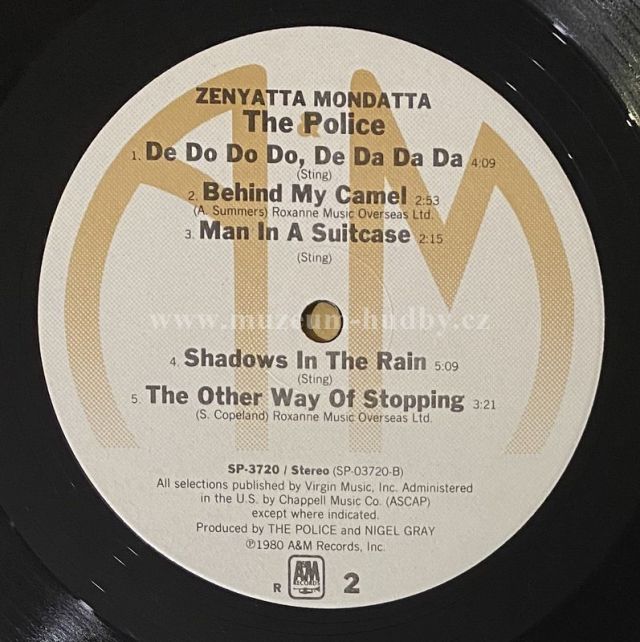 ZENYATTA MONDATTA
The Police
1. De Do Do Do, De Da Da Da 4:09
(Sting)
2. Behind My Camel 2:53
(A. Summers) Roxanne Music Overseas Ltd.
3. Man In A Suitcase 2:15
(Sting)
www.muzeum-hudby.cz
4. Shadows In The Rain 5:09
(Sting)
5. The Other Way Of Stopping 3:21
(S. Copeland) Roxanne Music Overseas Ltd.
SP-3720 / Stereo (SP-03720-B)
All selections published by Virgin Music, Inc. Administered
in the U.S. by Chappell Music Co. (ASCAP)
except where indicated.
Produced by THE POLICE and NIGEL GRAY
℗1980 A&M Records, Inc.
R A&M RECORDS 2